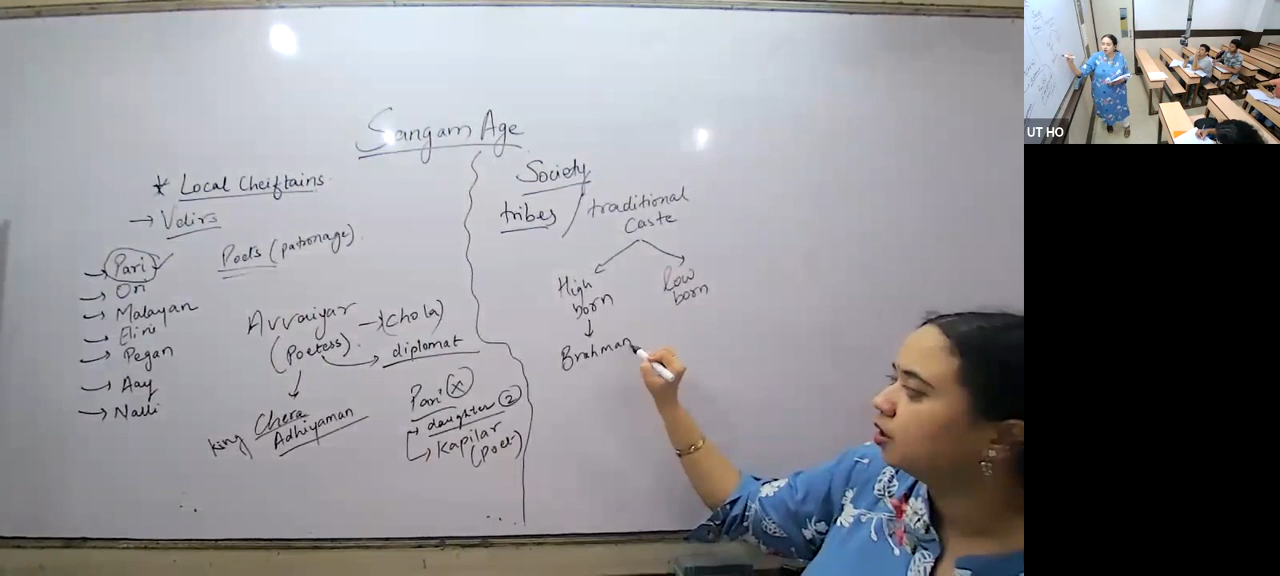 Sangam Age
* Local Cheiftains
→ Velirs
Poets (patronage).
→ Pari ✓
→ Ori
→ Malayan
→ Elini
→ Pegan
→ Aay
→ Nalli
Avvaiyar - (Chola)
(Poetess).
→ diplomat
King Chera
Adhiyaman
Pari (x)
→ daughter (2)
→ Kapilar
(Poet)
Society
tribes / traditional
caste
High
born
low
born
Brahman
UT HO